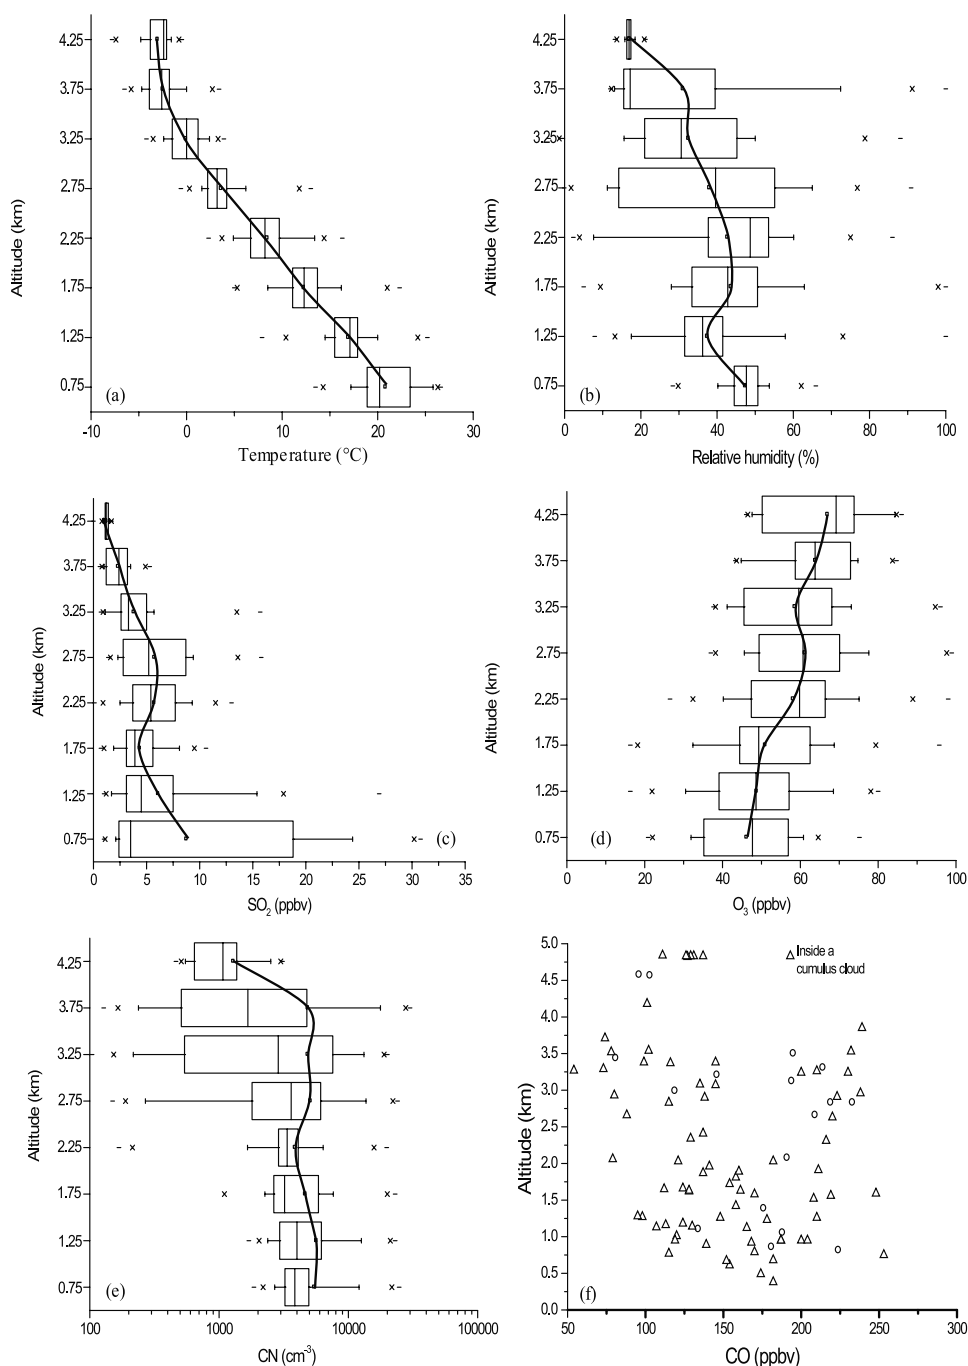 4.25
3.75
3.25
2.75
2.25
1.75
1.25
0.75
Altitude (km)
Altitude (km)
(a)
-10 0 10 20 30
Temperature (°C)
4.25
3.75
3.25
2.75
2.25
1.75
1.25
0.75
Altitude (km)
Altitude (km)
(b)
0 20 40 60 80 100
Relative humidity (%)
4.25
3.75
3.25
2.75
2.25
1.75
1.25
0.75
Altitude (km)
(c)
0 5 10 15 20 25 30 35
SO2 (ppbv)
4.25
3.75
3.25
2.75
2.25
1.75
1.25
0.75
Altitude (km)
(d)
0 20 40 60 80 100
O3 (ppbv)
4.25
3.75
3.25
2.75
2.25
1.75
1.25
0.75
Altitude (km)
(e)
100 1000 10000 100000
CN (cm-3)
5.0
4.5
4.0
3.5
3.0
2.5
2.0
1.5
1.0
0.5
0.0
Altitude (km)
Inside a
cumulus cloud
(f)
50 100 150 200 250 300
CO (ppbv)